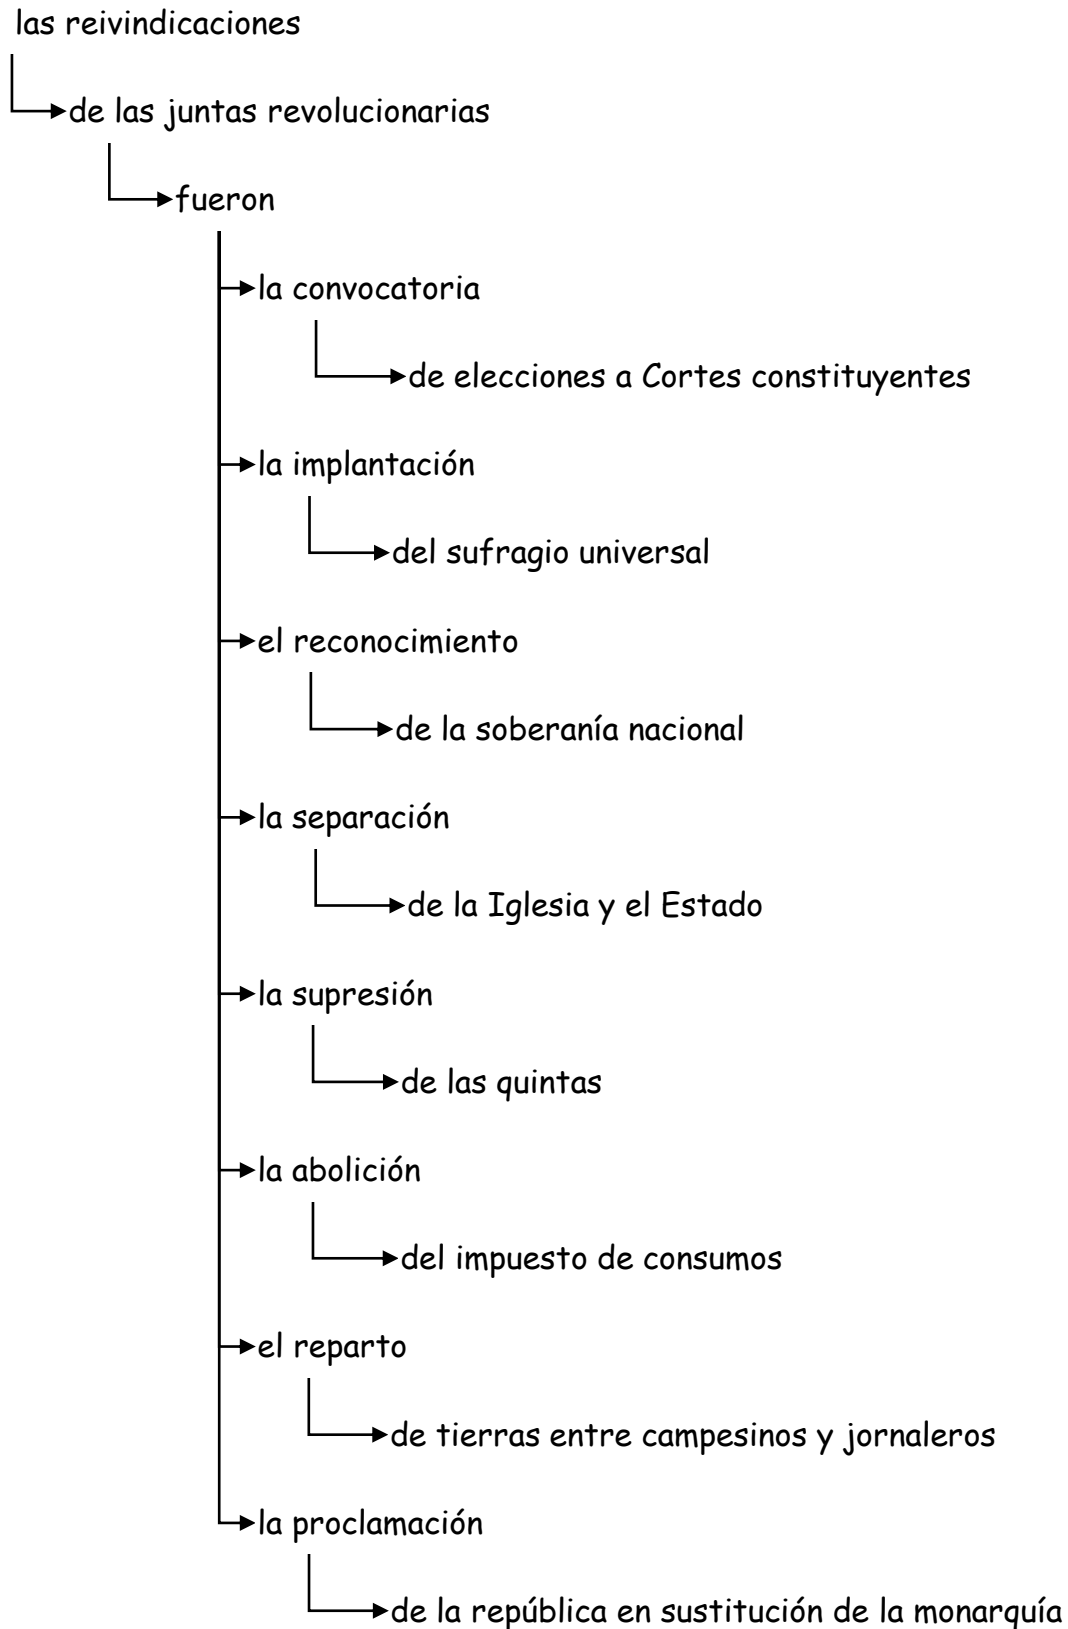 las reivindicaciones
de las juntas revolucionarias
fueron
la convocatoria
de elecciones a Cortes constituyentes
la implantación
del sufragio universal
el reconocimiento
de la soberanía nacional
la separación
de la Iglesia y el Estado
la supresión
de las quintas
la abolición
del impuesto de consumos
el reparto
de tierras entre campesinos y jornaleros
la proclamación
de la república en sustitución de la monarquía